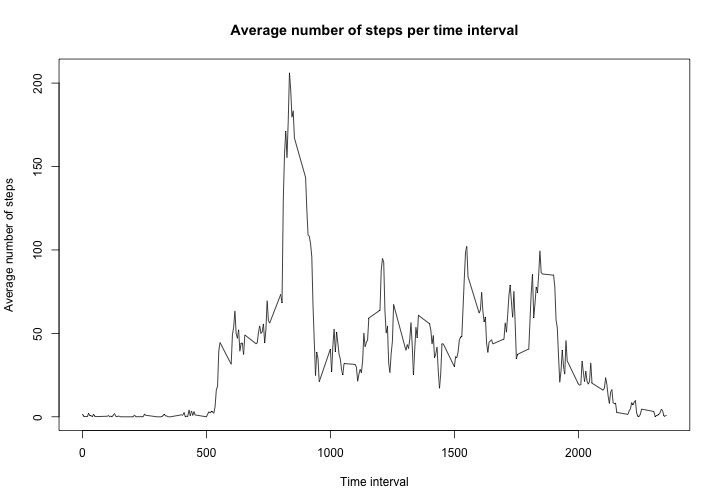 Average number of steps per time interval
Average number of steps
200
150
100
50
0
0 500 1000 1500 2000
Time interval